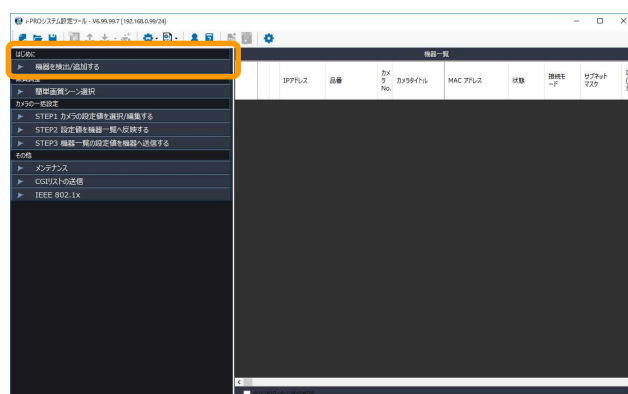 i-PROシステム設定ツール - V6.99.99.7 [192.168.0.99/24]
はじめに
機器を検出/追加する
簡単画質シーン選択
カメラの一括設定
STEP1 カメラの設定値を選択/編集する
STEP2 設定値を機器一覧へ反映する
STEP3 機器一覧の設定値を機器へ送信する
その他
メンテナンス
CGIリストの送信
IEEE 802.1x
機器一覧
IPアドレス
品番
カメラNo.
カメラタイトル
MAC アドレス
状態
接続モード
サブネットマスク